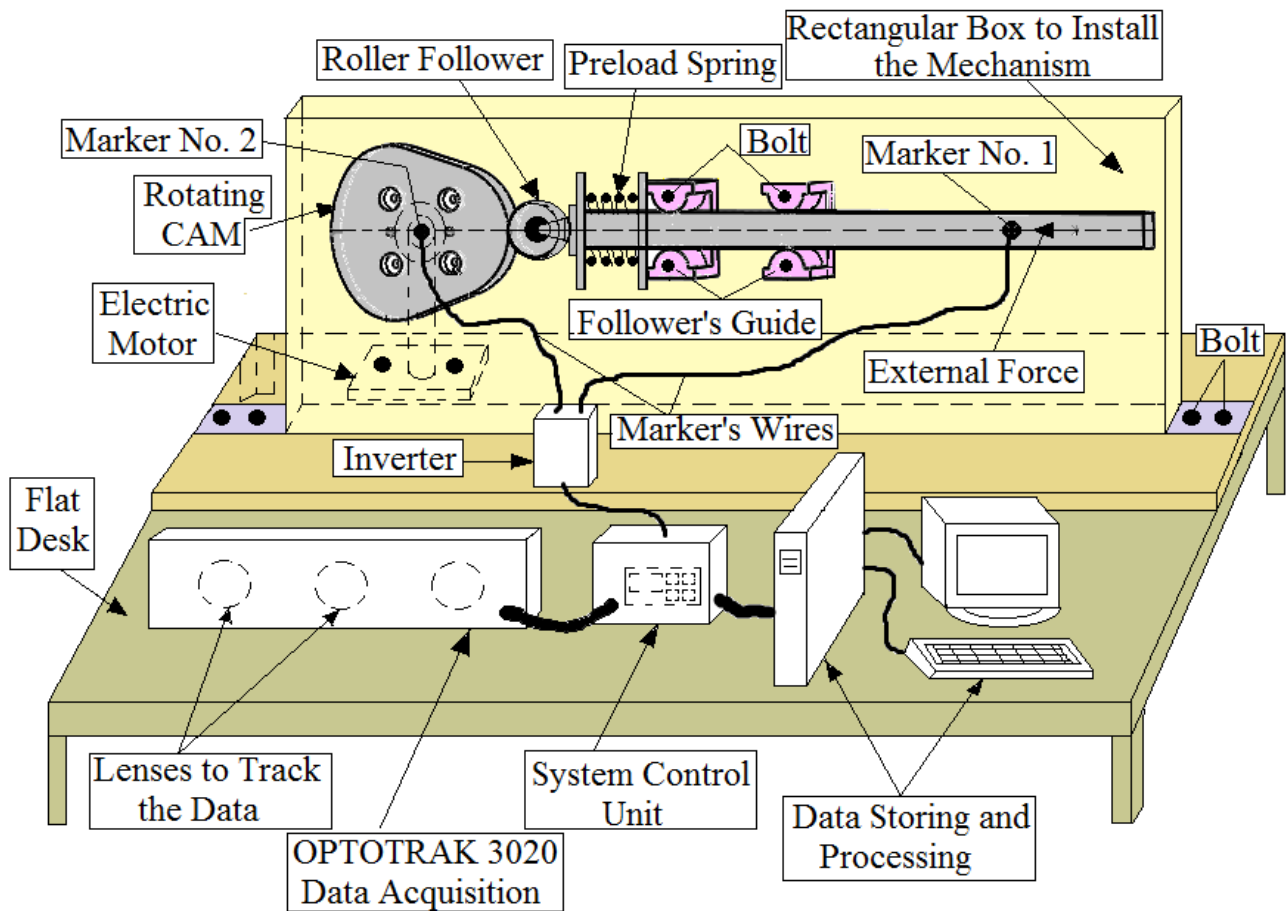 Rectangular Box to Install
the Mechanism
Roller Follower
Preload Spring
Marker No. 2
Bolt
Marker No. 1
Rotating
CAM
Electric
Motor
Follower's Guide
External Force
Bolt
Marker's Wires
Inverter
Flat
Desk
Lenses to Track
the Data
System Control
Unit
Data Storing and
Processing
OPTOTRAK 3020
Data Acquisition